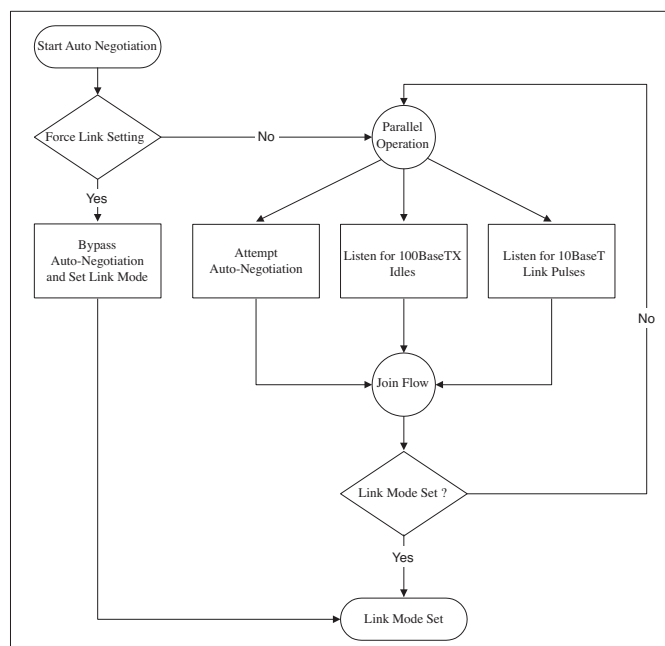 Start Auto Negotiation
Force Link Setting
No
Parallel
Operation
Yes
Bypass
Auto-Negotiation
and Set Link Mode
Attempt
Auto-Negotiation
Listen for 100BaseTX
Idles
Listen for 10BaseT
Link Pulses
No
Join Flow
Link Mode Set ?
Yes
Link Mode Set